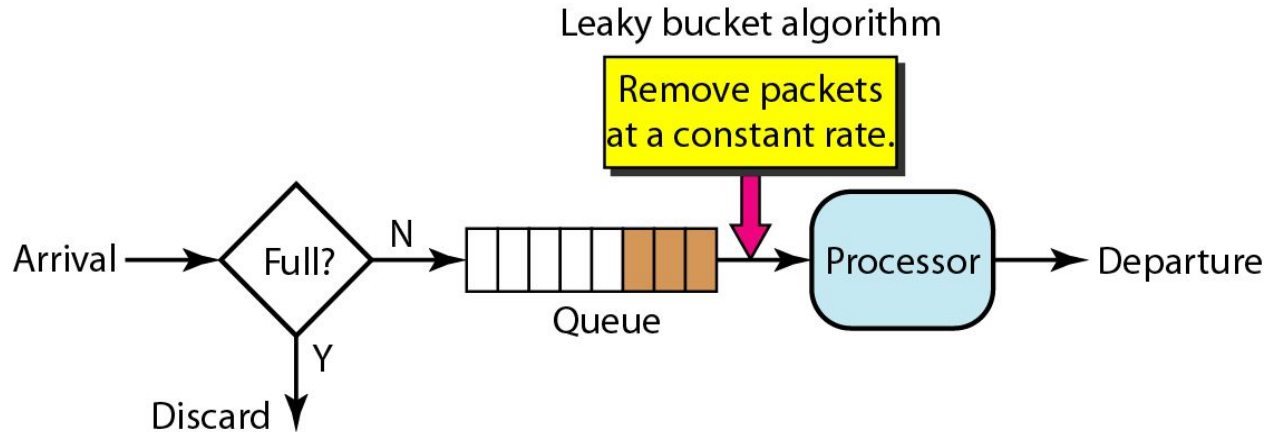 Leaky bucket algorithm
Remove packets
at a constant rate.
Arrival
Full?
N
Queue
Processor
Departure
Y
Discard